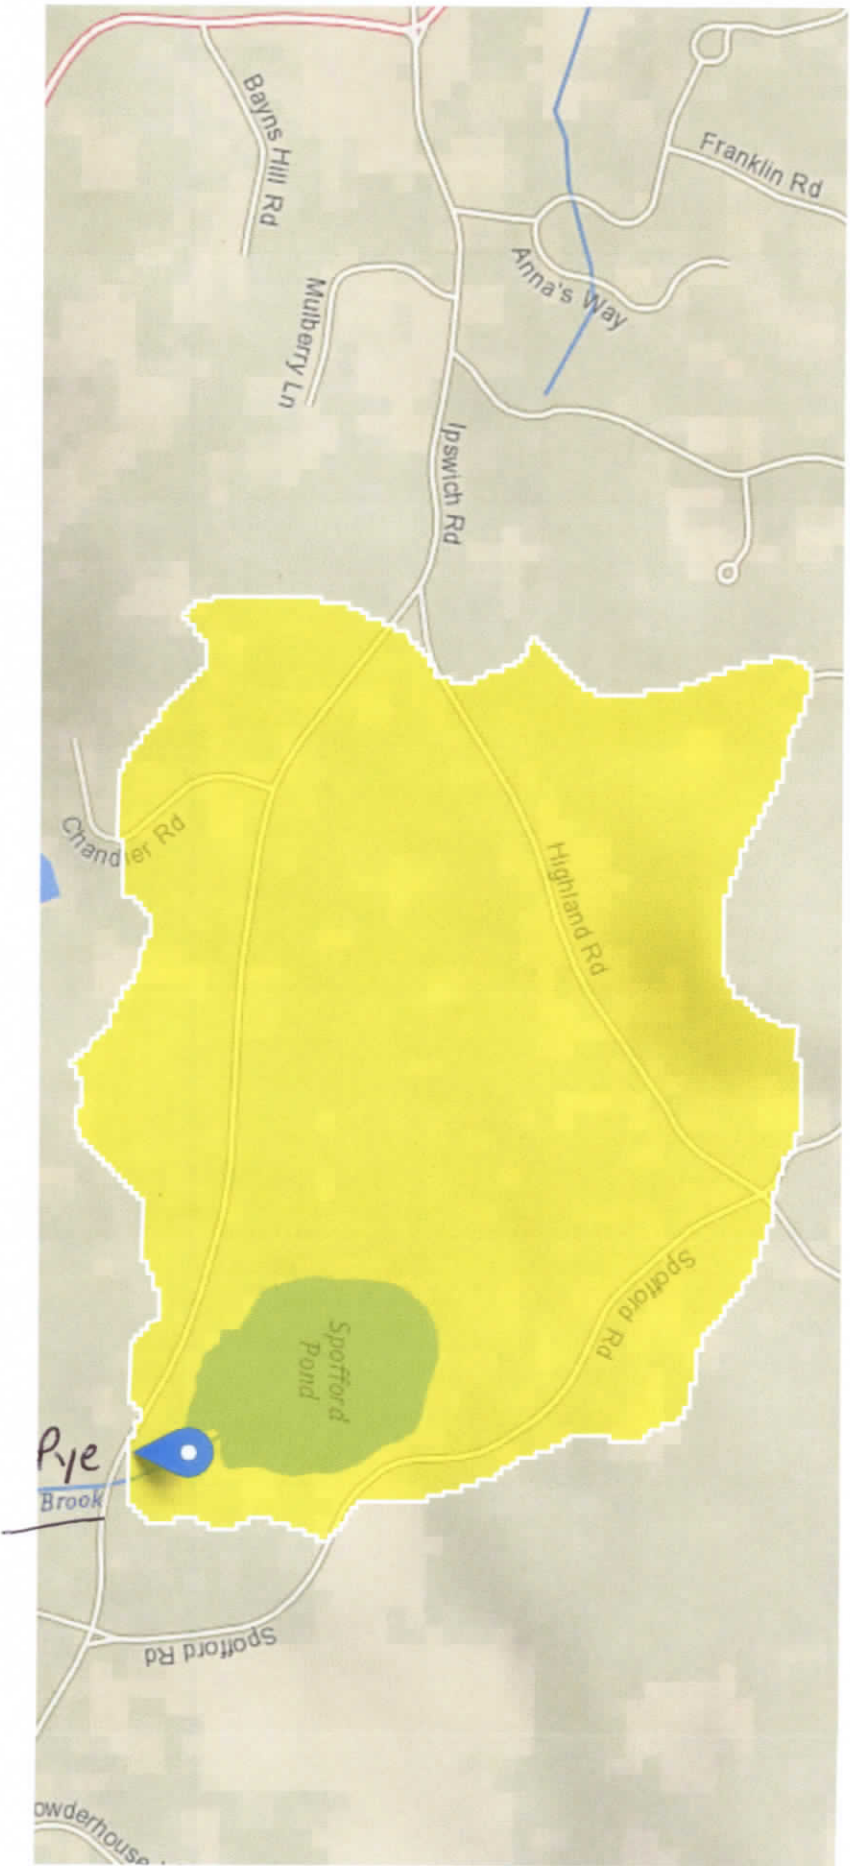 Bayns Hill Rd
Franklin Rd
Anna's Way
Mulberry Ln
Ipswich Rd
Chandler Rd
Highland Rd
Spofford Rd
Spofford
Pond
Pye
Brook
Spofford Rd
owderhouse